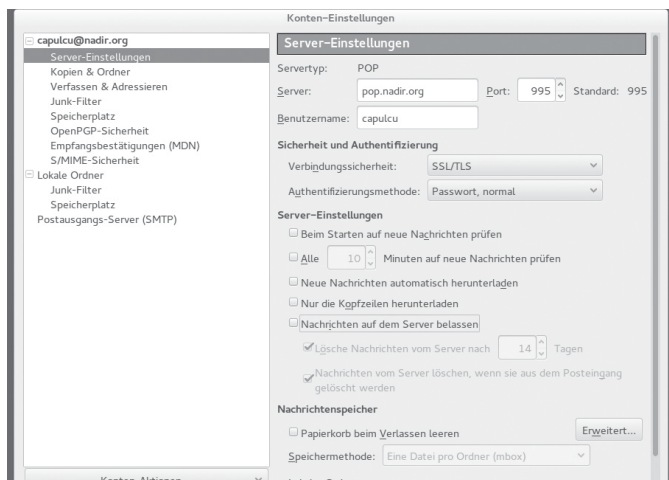 Konten-Einstellungen
capulcu@nadir.org
Server-Einstellungen
Kopien & Ordner
Verfassen & Adressieren
Junk-Filter
Speicherplatz
OpenPGP-Sicherheit
Empfangsbestätigungen (MDN)
S/MIME-Sicherheit
Lokale Ordner
Junk-Filter
Speicherplatz
Postausgangs-Server (SMTP)
Konten-Aktionen
Server-Einstellungen
Servertyp: POP
Server: pop.nadir.org Port: 995 Standard: 995
Benutzername: capulcu
Sicherheit und Authentifizierung
Verbindungssicherheit: SSL/TLS
Authentifizierungsmethode: Passwort, normal
Server-Einstellungen
Beim Starten auf neue Nachrichten prüfen
Alle 10 Minuten auf neue Nachrichten prüfen
Neue Nachrichten automatisch herunterladen
Nur die Kopfzeilen herunterladen
Nachrichten auf dem Server belassen
Lösche Nachrichten vom Server nach 14 Tagen
Nachrichten vom Server löschen, wenn sie aus dem Posteingang
gelöscht werden
Nachrichtenspeicher
Papierkorb beim Verlassen leeren Erweitert...
Speichermethode: Eine Datei pro Ordner (mbox)